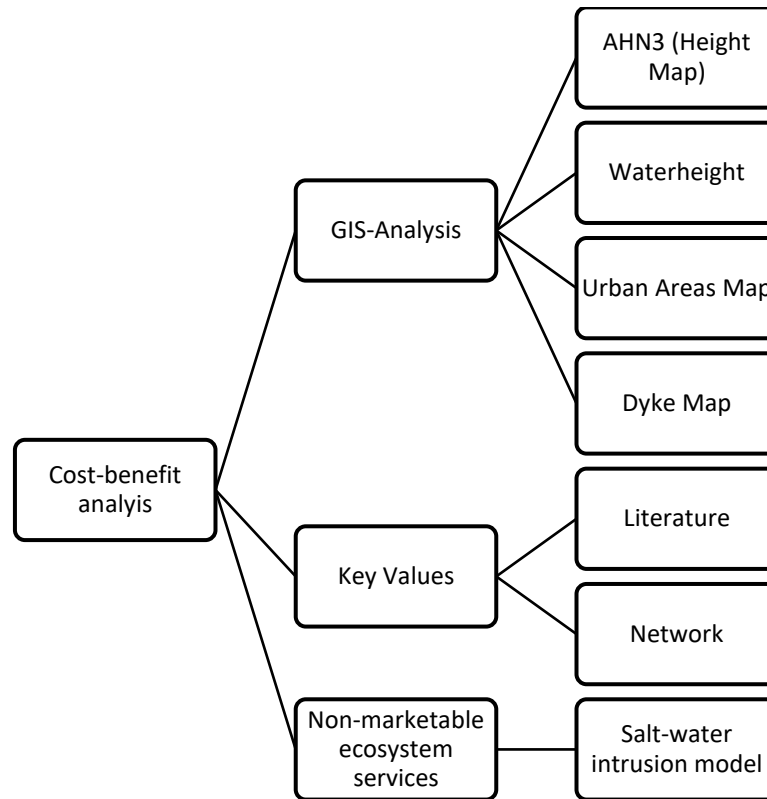 AHN3 (Height
Map)
Waterheight
GIS-Analysis
Urban Areas Map
Dyke Map
Cost-benefit
analyis
Literature
Key Values
Network
Non-marketable
ecosystem
services
Salt-water
intrusion model